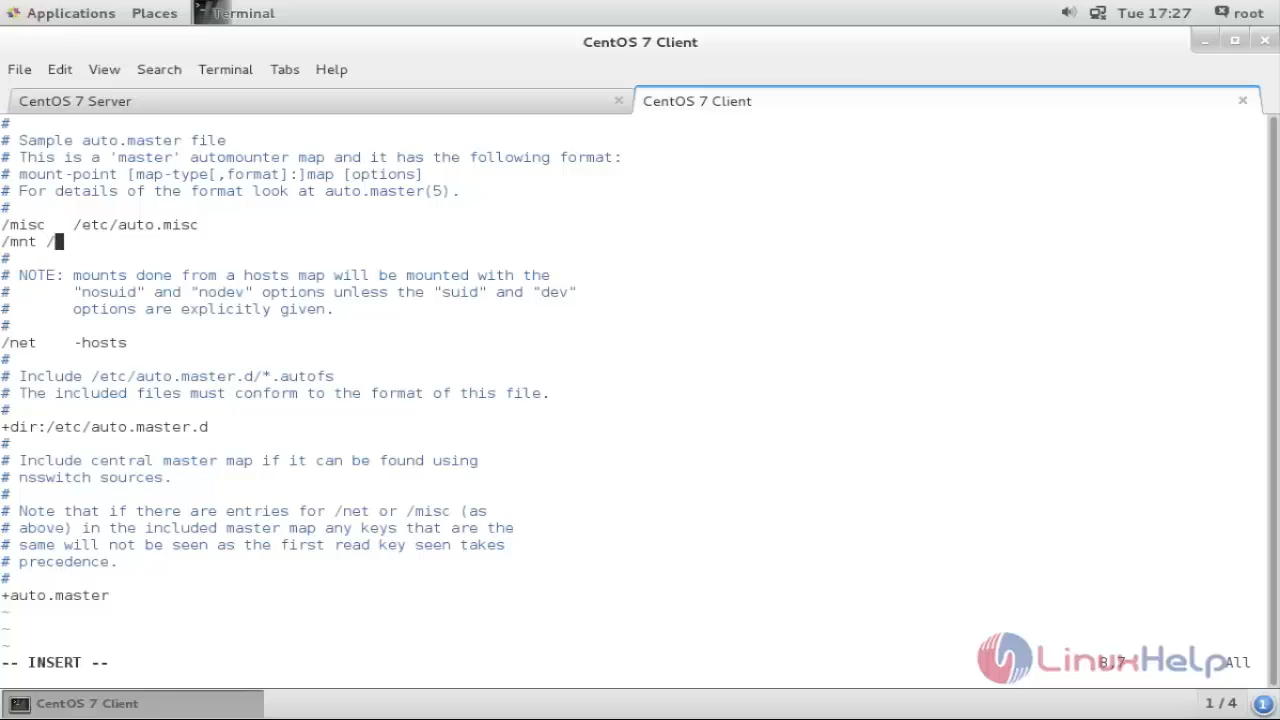 Applications Places Terminal Tue 17:27 root
CentOS 7 Client
File Edit View Search Terminal Tabs Help
CentOS 7 Server × CentOS 7 Client ×
#
# Sample auto.master file
# This is a 'master' automounter map and it has the following format:
# mount-point [map-type[,format]:]map [options]
# For details of the format look at auto.master(5).
#
/misc   /etc/auto.misc
/mnt /
#
# NOTE: mounts done from a hosts map will be mounted with the
#       "nosuid" and "nodev" options unless the "suid" and "dev"
#       options are explicitly given.
#
/net    -hosts
#
# Include /etc/auto.master.d/*.autofs
# The included files must conform to the format of this file.
#
+dir:/etc/auto.master.d
#
# Include central master map if it can be found using
# nsswitch sources.
#
# Note that if there are entries for /net or /misc (as
# above) in the included master map any keys that are the
# same will not be seen as the first read key seen takes
# precedence.
#
+auto.master
~
~
~
-- INSERT -- 8,7 All
LinuxHelp
CentOS 7 Client 1 / 4 1